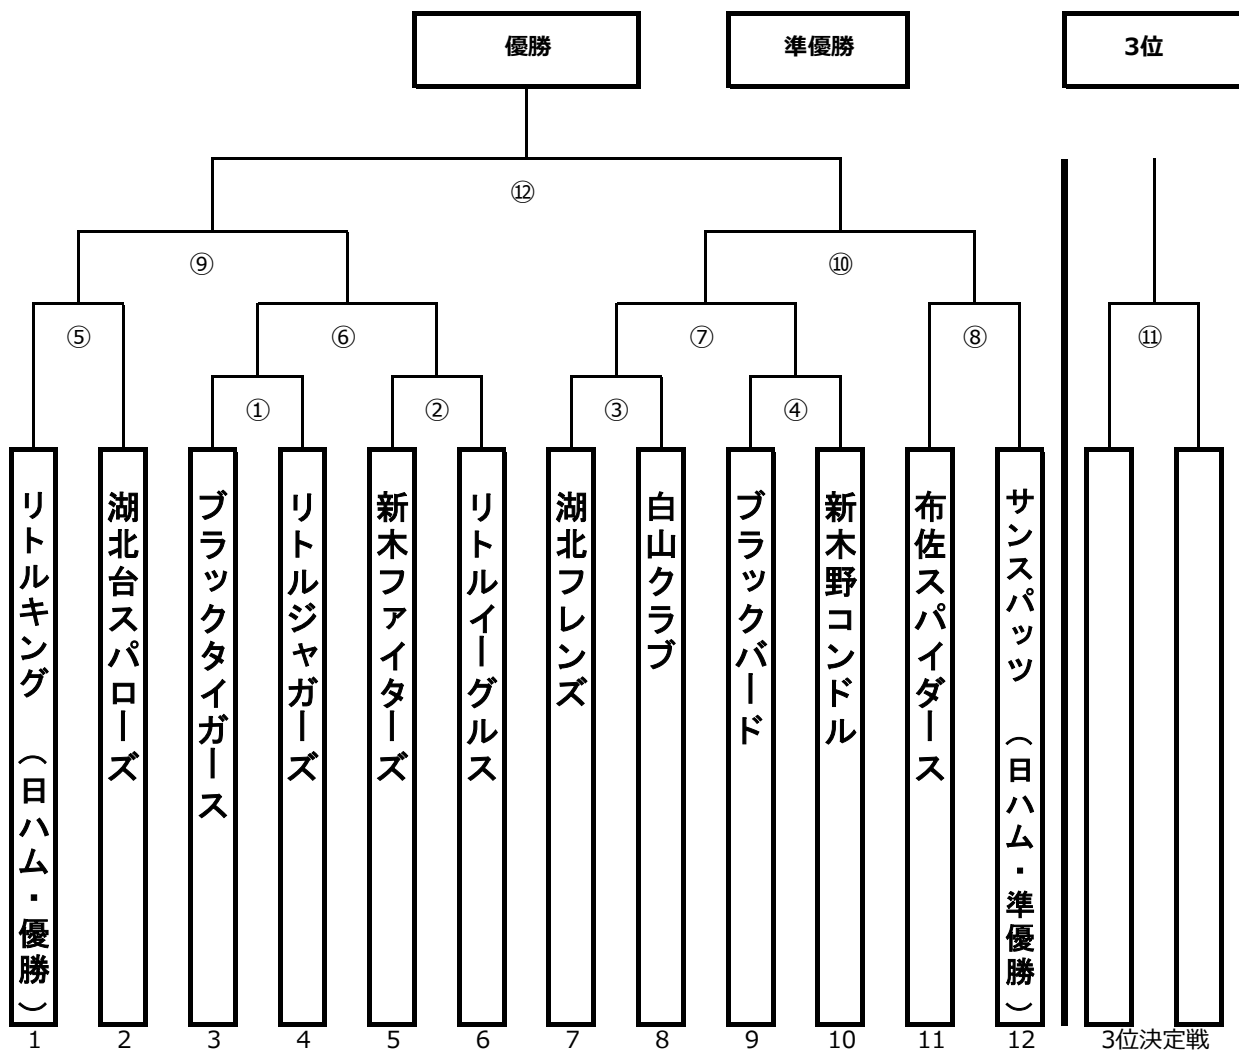 優勝
準優勝
3位
⑫
⑨
⑩
⑤
⑥
⑦
⑧
⑪
①
②
③
④
リトルキング　（日ハム・優勝）
湖北台スパローズ
ブラックタイガース
リトルジャガーズ
新木ファイターズ
リトルイーグルス
湖北フレンズ
白山クラブ
ブラックバード
新木野コンドル
布佐スパイダース
サンスパッツ　（日ハム・準優勝）
1 2 3 4 5 6 7 8 9 10 11 12 3位決定戦